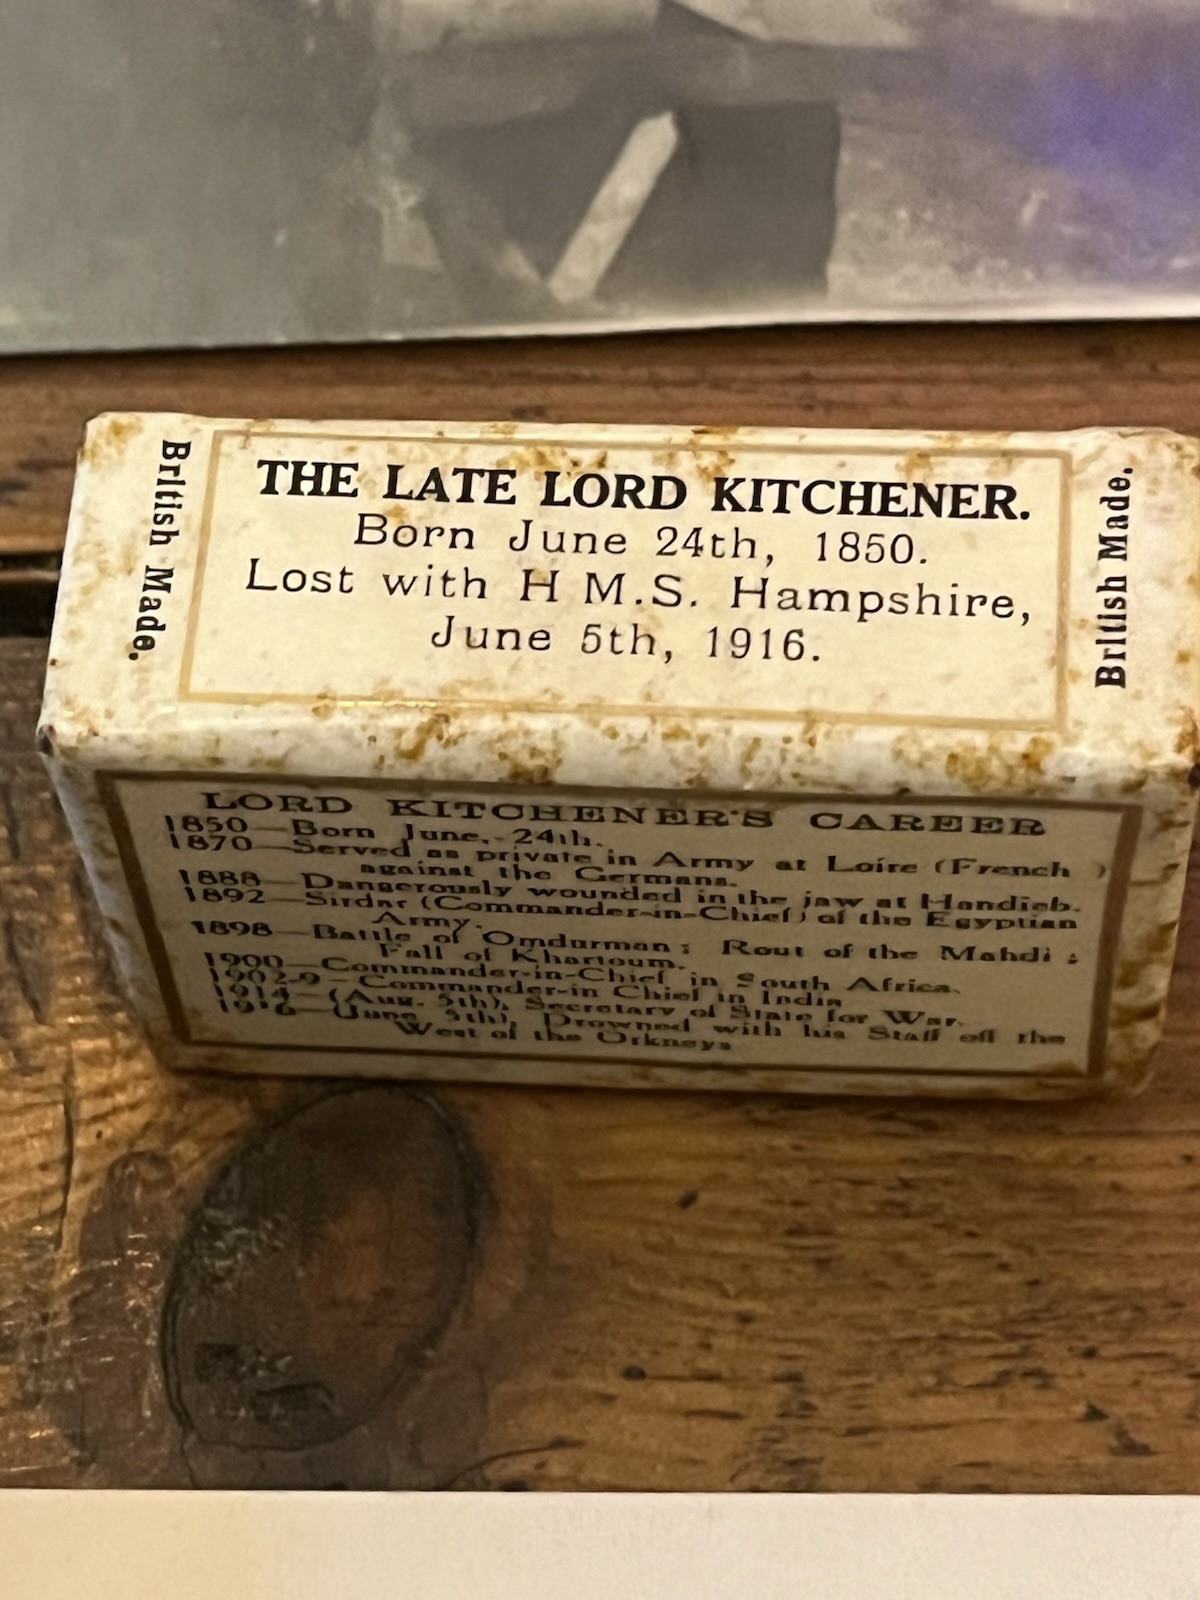 British Made.
THE LATE LORD KITCHENER.
Born June 24th, 1850.
Lost with H M.S. Hampshire,
June 5th, 1916.
British Made.
LORD KITCHENER'S CAREER
1850—Born June, 24th.
1870—Served as private in Army at Loire (French )
against the Germans.
1888—Dangerously wounded in the jaw at Handieb.
1892—Sirdar (Commander-in-Chief) of the Egyptian
Army.
1898—Battle of Omdurman; Rout of the Mahdi;
Fall of Khartoum.
1900—Commander-in-Chief in South Africa.
1902-9—Commander-in Chief in India
1914—(Aug. 5th), Secretary of State for War.
1916—(June 5th), Drowned with his Staff off the
West of the Orkneys